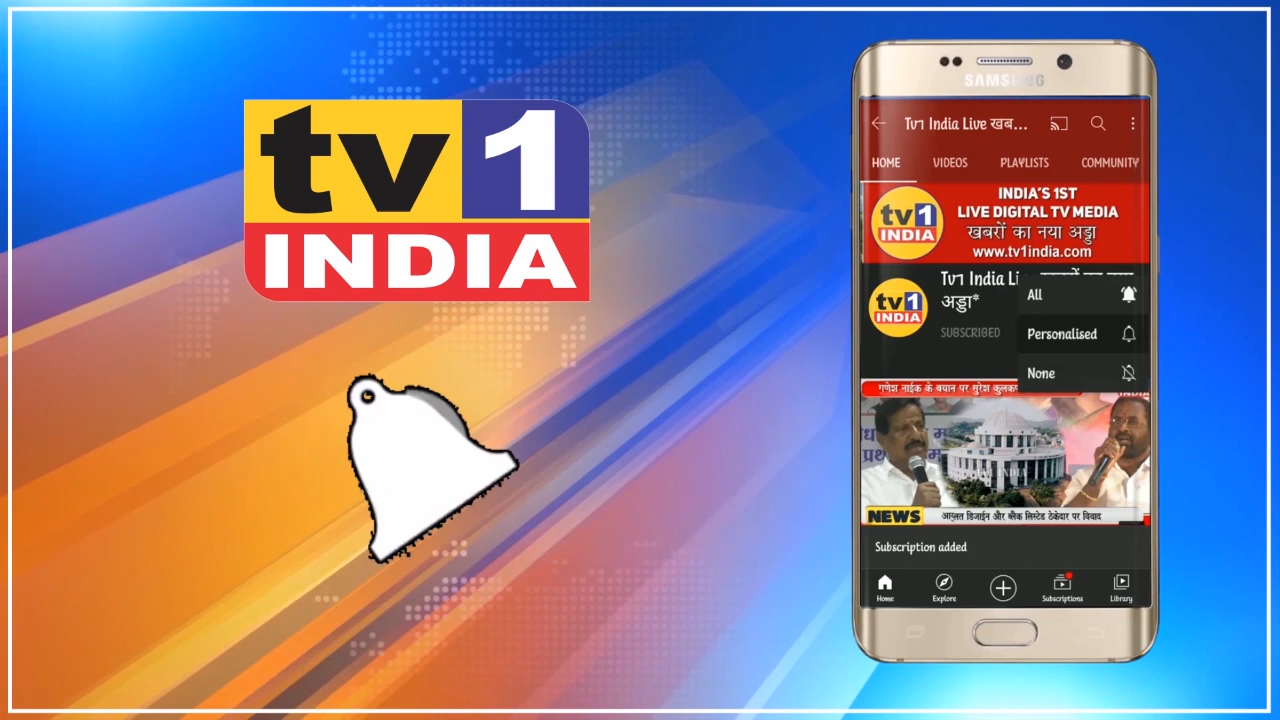 tv1
INDIA
SAMSUNG
Tv1 India Live खब...
HOME VIDEOS PLAYLISTS COMMUNITY
tv1
INDIA
INDIA'S 1ST
LIVE DIGITAL TV MEDIA
खबरों का नया अड्डा
www.tv1india.com
Tv1 India Li
अड्डा*
tv1
INDIA
SUBSCRIBED
All
Personalised
None
गणेश नाईक के बयान पर सुरेश
NEWS
डिजाईन और ब्लैक लिस्टेड ठेकेदार पर विवाद
Subscription added
Home Explore Subscriptions Library